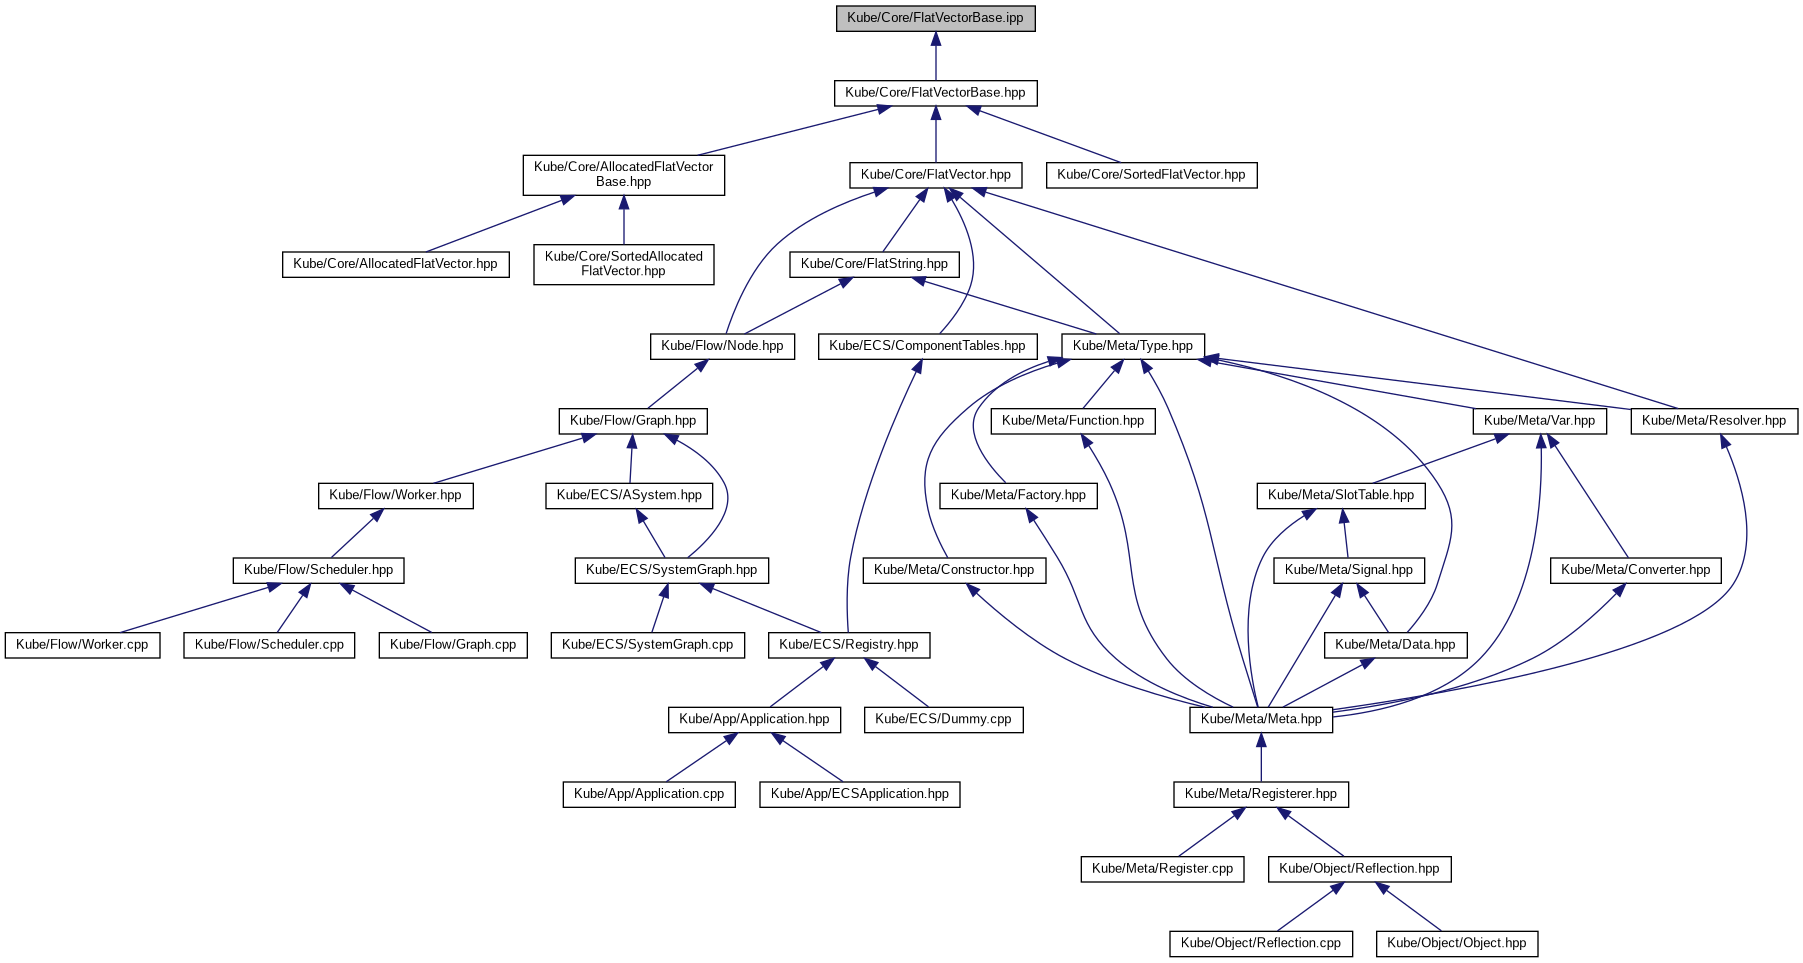 Kube/Core/FlatVectorBase.ipp
Kube/Core/FlatVectorBase.hpp
Kube/Core/AllocatedFlatVector
Base.hpp
Kube/Core/FlatVector.hpp
Kube/Core/SortedFlatVector.hpp
Kube/Core/AllocatedFlatVector.hpp
Kube/Core/SortedAllocated
FlatVector.hpp
Kube/Core/FlatString.hpp
Kube/Flow/Node.hpp
Kube/ECS/ComponentTables.hpp
Kube/Meta/Type.hpp
Kube/Flow/Graph.hpp
Kube/Meta/Function.hpp
Kube/Meta/Var.hpp
Kube/Meta/Resolver.hpp
Kube/Flow/Worker.hpp
Kube/ECS/ASystem.hpp
Kube/Meta/Factory.hpp
Kube/Meta/SlotTable.hpp
Kube/Flow/Scheduler.hpp
Kube/ECS/SystemGraph.hpp
Kube/Meta/Constructor.hpp
Kube/Meta/Signal.hpp
Kube/Meta/Converter.hpp
Kube/Flow/Worker.cpp
Kube/Flow/Scheduler.cpp
Kube/Flow/Graph.cpp
Kube/ECS/SystemGraph.cpp
Kube/ECS/Registry.hpp
Kube/Meta/Data.hpp
Kube/App/Application.hpp
Kube/ECS/Dummy.cpp
Kube/Meta/Meta.hpp
Kube/App/Application.cpp
Kube/App/ECSApplication.hpp
Kube/Meta/Registerer.hpp
Kube/Meta/Register.cpp
Kube/Object/Reflection.hpp
Kube/Object/Reflection.cpp
Kube/Object/Object.hpp